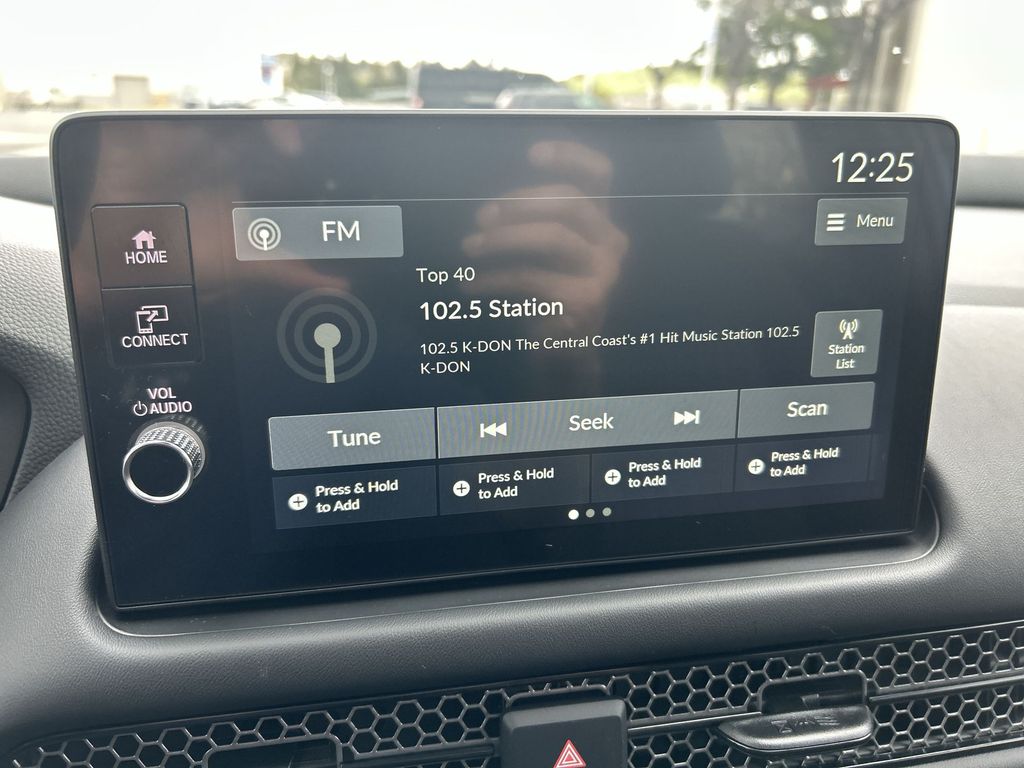 12:25
HOME
FM
Menu
Top 40
102.5 Station
CONNECT
102.5 K-DON The Central Coast's #1 Hit Music Station 102.5
K-DON
Station
List
VOL
AUDIO
Tune
Seek
Scan
Press & Hold
to Add
Press & Hold
to Add
Press & Hold
to Add
Press & Hold
to Add